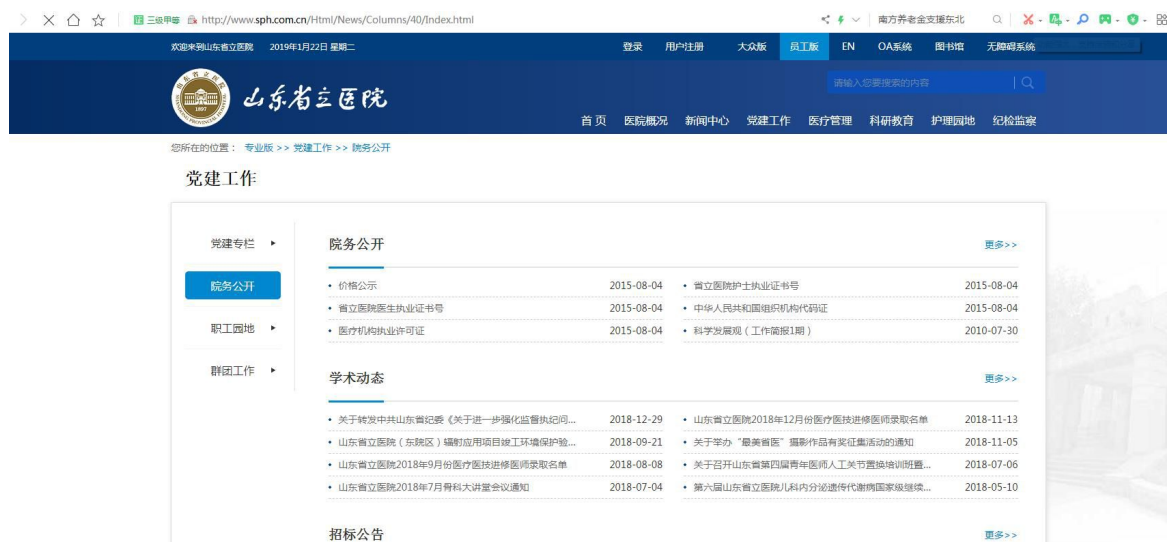 三级甲等 http://www.sph.com.cn/Html/News/Columns/40/Index.html 南方养老金支援东北
欢迎来到山东省立医院 2019年1月22日 星期二 登录 用户注册 大众版 员工版 EN OA系统 图书馆 无障碍系统
山东省立医院
1897
请输入您要搜索的内容
首页 医院概况 新闻中心 党建工作 医疗管理 科研教育 护理园地 纪检监察
您所在的位置： 专业版 >> 党建工作 >> 院务公开
党建工作
党建专栏
院务公开
职工园地
群团工作
院务公开 更多>>
• 价格公示 2015-08-04 • 省立医院护士执业证书号 2015-08-04
• 省立医院医生执业证书号 2015-08-04 • 中华人民共和国组织机构代码证 2015-08-04
• 医疗机构执业许可证 2015-08-04 • 科学发展观（工作简报1期） 2010-07-30
学术动态 更多>>
• 关于转发中共山东省纪委《关于进一步强化监督执纪问... 2018-12-29 • 山东省立医院2018年12月份医疗医技进修医师录取名单 2018-11-13
• 山东省立医院（东院区）辐射应用项目竣工环境保护验... 2018-09-21 • 关于举办“最美省医”摄影作品有奖征集活动的通知 2018-11-05
• 山东省立医院2018年9月份医疗医技进修医师录取名单 2018-08-08 • 关于召开山东省第四届青年医师人工关节置换培训班暨... 2018-07-06
• 山东省立医院2018年7月骨科大讲堂会议通知 2018-07-04 • 第六届山东省立医院儿科内分泌遗传代谢病国家级继续... 2018-05-10
招标公告 更多>>